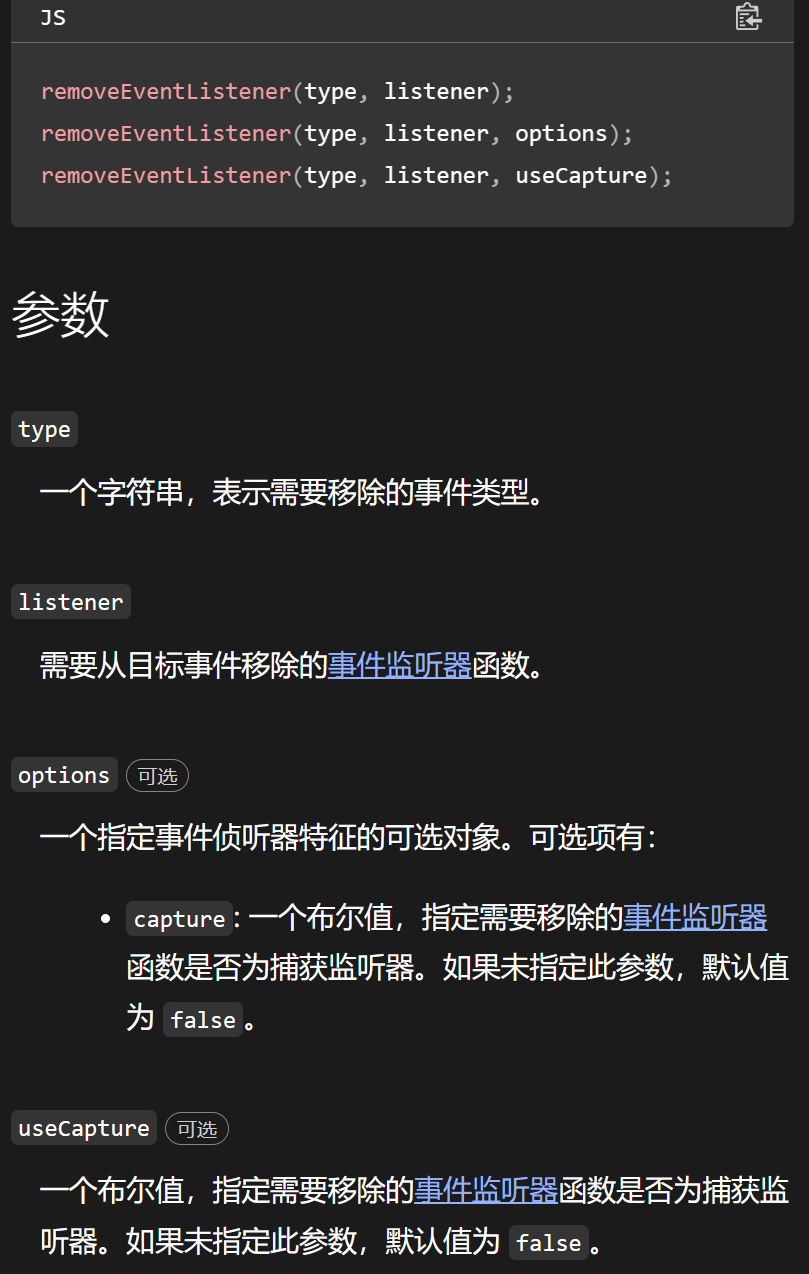 JS
removeEventListener(type, listener);
removeEventListener(type, listener, options);
removeEventListener(type, listener, useCapture);
参数
type
一个字符串，表示需要移除的事件类型。
listener
需要从目标事件移除的事件监听器函数。
options 可选
一个指定事件侦听器特征的可选对象。可选项有：
• capture: 一个布尔值，指定需要移除的事件监听器
函数是否为捕获监听器。如果未指定此参数，默认值
为 false。
useCapture 可选
一个布尔值，指定需要移除的事件监听器函数是否为捕获监
听器。如果未指定此参数，默认值为 false。